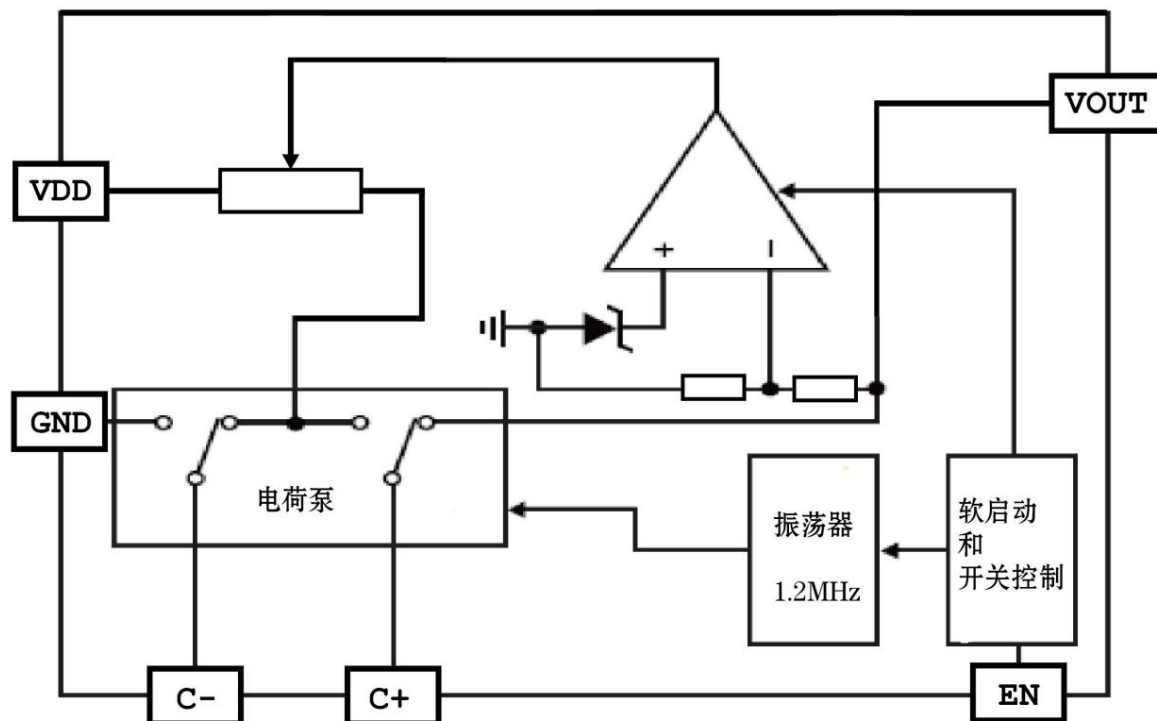 VOUT
VDD
+ −
GND
电荷泵
振荡器
1.2MHz
软启动
和
开关控制
C-
C+
EN